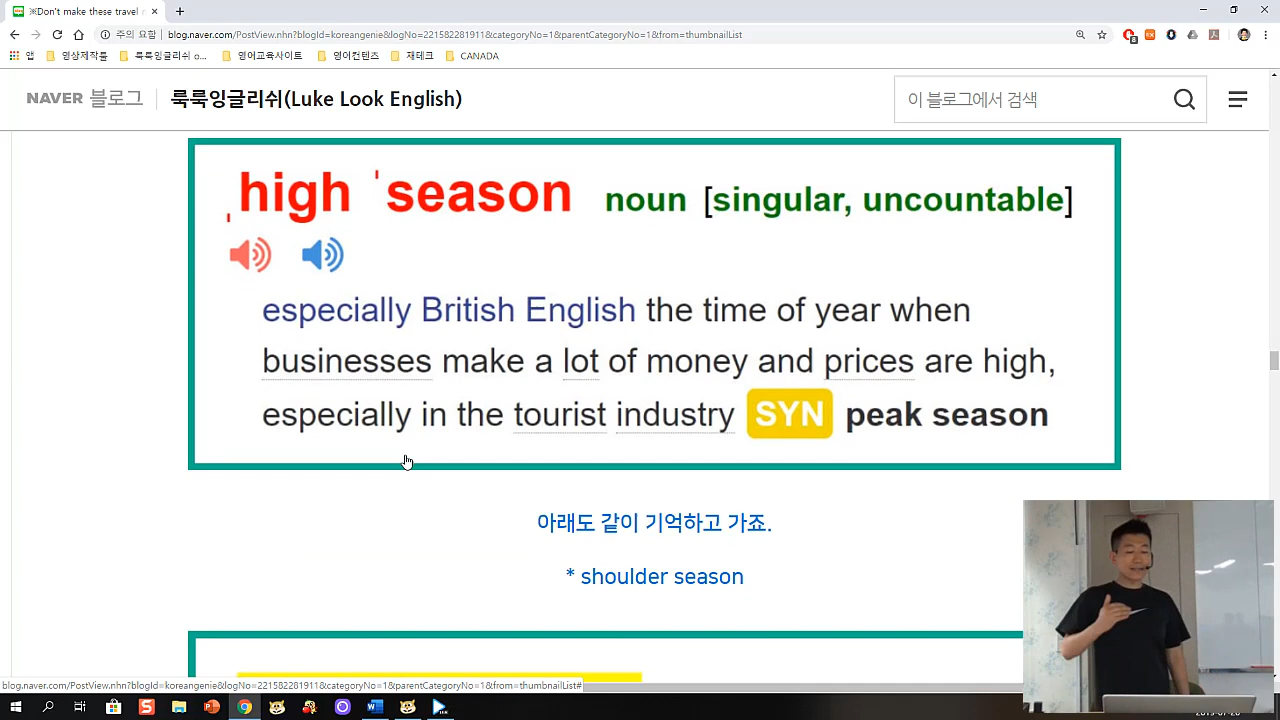 ※Don't make these travel r
주의 요함
blog.naver.com/PostView.nhn?blogId=koreangenie&logNo=221582281911&categoryNo=1&parentCategoryNo=1&from=thumbnailList
앱 영상제작툴 룩룩잉글리쉬 o... 영어교육사이트 영어컨텐츠 재테크 CANADA
NAVER 블로그 룩룩잉글리쉬(Luke Look English) 이 블로그에서 검색
ˌhigh ˈseason noun [singular, uncountable]
especially British English the time of year when
businesses make a lot of money and prices are high,
especially in the tourist industry SYN peak season
아래도 같이 기억하고 가죠.
* shoulder season
blog.naver.com/PostView.nhn?blogId=koreangenie&logNo=221582281911&categoryNo=1&parentCategoryNo=1&from=thumbnailList#